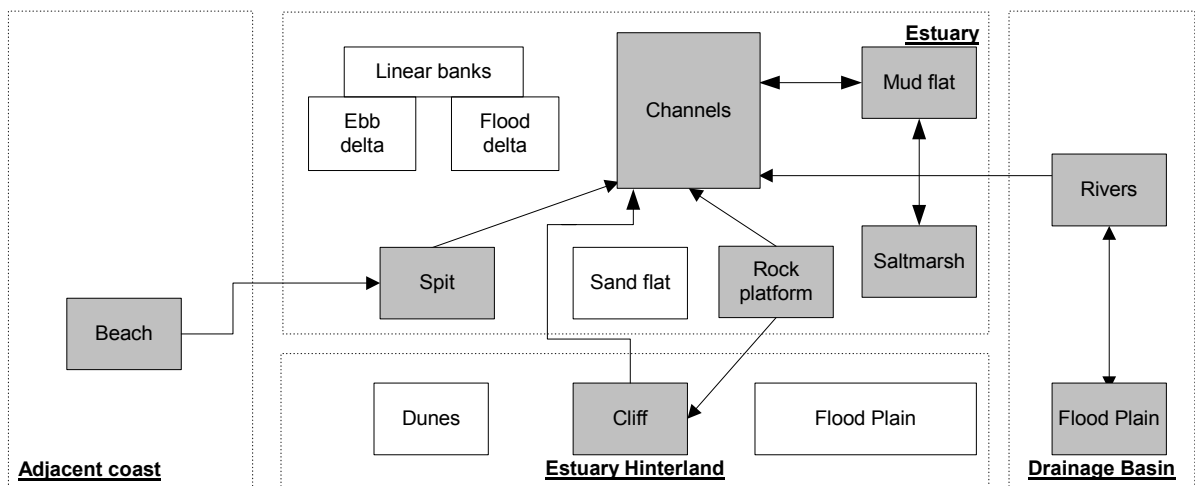 Estuary
Linear banks
Ebb
delta
Flood
delta
Channels
Mud flat
Rivers
Saltmarsh
Spit
Sand flat
Rock
platform
Beach
Dunes
Cliff
Flood Plain
Flood Plain
Adjacent coast
Estuary Hinterland
Drainage Basin